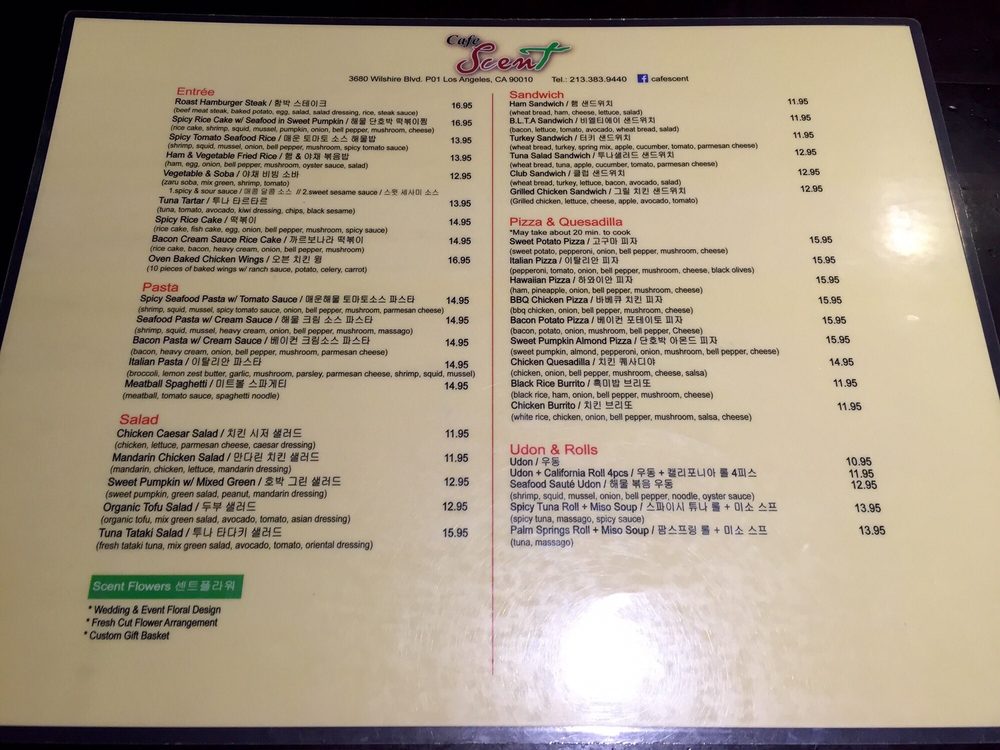 Cafe
Scent
3680 Wilshire Blvd. P01 Los Angeles, CA 90010 Tel.: 213.383.9440 f cafescent
Entrée
Roast Hamburger Steak / 함박 스테이크 16.95
(beef meat steak, baked potato, egg, salad, salad dressing, rice, steak sauce)
Spicy Rice Cake w/ Seafood in Sweet Pumpkin / 해물 단호박 떡볶이찜 16.95
(rice cake, shrimp, squid, mussel, pumpkin, onion, bell pepper, mushroom, cheese)
Spicy Tomato Seafood Rice / 매운 토마토 소스 해물밥 13.95
(shrimp, squid, mussel, onion, bell pepper, mushroom, spicy tomato sauce)
Ham & Vegetable Fried Rice / 햄 & 야채 볶음밥 13.95
(ham, egg, onion, bell pepper, mushroom, oyster sauce, salad)
Vegetable & Soba / 야채 비빔 소바 12.95
(zaru soba, mix green, shrimp, tomato)
1.spicy & sour sauce / 매콤 달콤 소스 // 2.sweet sesame sauce / 스윗 세사미 소스
Tuna Tartar / 투나 타르타르 13.95
(tuna, tomato, avocado, kiwi dressing, chips, black sesame)
Spicy Rice Cake / 떡볶이 14.95
(rice cake, fish cake, egg, onion, bell pepper, mushroom, spicy sauce)
Bacon Cream Sauce Rice Cake / 까르보나라 떡볶이 14.95
(rice cake, bacon, heavy cream, onion, bell pepper, mushroom)
Oven Baked Chicken Wings / 오븐 치킨 윙 16.95
(10 pieces of baked wings w/ ranch sauce, potato, celery, carrot)
Pasta
Spicy Seafood Pasta w/ Tomato Sauce / 매운해물 토마토소스 파스타 14.95
(shrimp, squid, mussel, spicy tomato sauce, onion, bell pepper, mushroom, parmesan cheese)
Seafood Pasta w/ Cream Sauce / 해물 크림 소스 파스타 14.95
(shrimp, squid, mussel, heavy cream, onion, bell pepper, mushroom, massago)
Bacon Pasta w/ Cream Sauce / 베이컨 크림소스 파스타 14.95
(bacon, heavy cream, onion, bell pepper, mushroom, parmesan cheese)
Italian Pasta / 이탈리안 파스타 14.95
(broccoli, lemon zest butter, garlic, mushroom, parsley, parmesan cheese, shrimp, squid, mussel)
Meatball Spaghetti / 미트볼 스파게티 14.95
(meatball, tomato sauce, spaghetti noodle)
Salad
Chicken Caesar Salad / 치킨 시저 샐러드 11.95
(chicken, lettuce, parmesan cheese, caesar dressing)
Mandarin Chicken Salad / 만다린 치킨 샐러드 11.95
(mandarin, chicken, lettuce, mandarin dressing)
Sweet Pumpkin w/ Mixed Green / 호박 그린 샐러드 12.95
(sweet pumpkin, green salad, peanut, mandarin dressing)
Organic Tofu Salad / 두부 샐러드 12.95
(organic tofu, mix green salad, avocado, tomato, asian dressing)
Tuna Tataki Salad / 투나 타다키 샐러드 15.95
(fresh tataki tuna, mix green salad, avocado, tomato, oriental dressing)
Scent Flowers 센트플라워
* Wedding & Event Floral Design
* Fresh Cut Flower Arrangement
* Custom Gift Basket
Sandwich
Ham Sandwich / 햄 샌드위치 11.95
(wheat bread, ham, cheese, lettuce, salad)
B.L.T.A Sandwich / 비엘티에이 샌드위치 11.95
(bacon, lettuce, tomato, avocado, wheat bread, salad)
Turkey Sandwich / 터키 샌드위치 11.95
(wheat bread, turkey, spring mix, apple, cucumber, tomato, parmesan cheese)
Tuna Salad Sandwich / 투나샐러드 샌드위치 12.95
(wheat bread, tuna, apple, cucumber, tomato, parmesan cheese)
Club Sandwich / 클럽 샌드위치 12.95
(wheat bread, turkey, lettuce, bacon, avocado, salad)
Grilled Chicken Sandwich / 그릴 치킨 샌드위치 12.95
(Grilled chicken, lettuce, cheese, apple, avocado, tomato)
Pizza & Quesadilla
*May take about 20 min. to cook
Sweet Potato Pizza / 고구마 피자 15.95
(sweet potato, pepperoni, onion, bell pepper, mushroom, cheese)
Italian Pizza / 이탈리안 피자 15.95
(pepperoni, tomato, onion, bell pepper, mushroom, cheese, black olives)
Hawaiian Pizza / 하와이안 피자 15.95
(ham, pineapple, onion, bell pepper, mushroom, cheese)
BBQ Chicken Pizza / 바베큐 치킨 피자 15.95
(bbq chicken, onion, bell pepper, mushroom, cheese)
Bacon Potato Pizza / 베이컨 포테이토 피자 15.95
(bacon, potato, onion, mushroom, bell pepper, Cheese)
Sweet Pumpkin Almond Pizza / 단호박 아몬드 피자 15.95
(sweet pumpkin, almond, pepperoni, onion, mushroom, bell pepper, cheese)
Chicken Quesadilla / 치킨 퀘사디야 14.95
(chicken, onion, bell pepper, mushroom, cheese, salsa)
Black Rice Burrito / 흑미밥 브리또 11.95
(black rice, ham, onion, bell pepper, mushroom, cheese)
Chicken Burrito / 치킨 브리또 11.95
(white rice, chicken, onion, bell pepper, mushroom, salsa, cheese)
Udon & Rolls
Udon / 우동 10.95
Udon + California Roll 4pcs / 우동 + 캘리포니아 롤 4피스 11.95
Seafood Sauté Udon / 해물 볶음 우동 12.95
(shrimp, squid, mussel, onion, bell pepper, noodle, oyster sauce)
Spicy Tuna Roll + Miso Soup / 스파이시 튜나 롤 + 미소 스프 13.95
(spicy tuna, massago, spicy sauce)
Palm Springs Roll + Miso Soup / 팜스프링 롤 + 미소 스프 13.95
(tuna, massago)